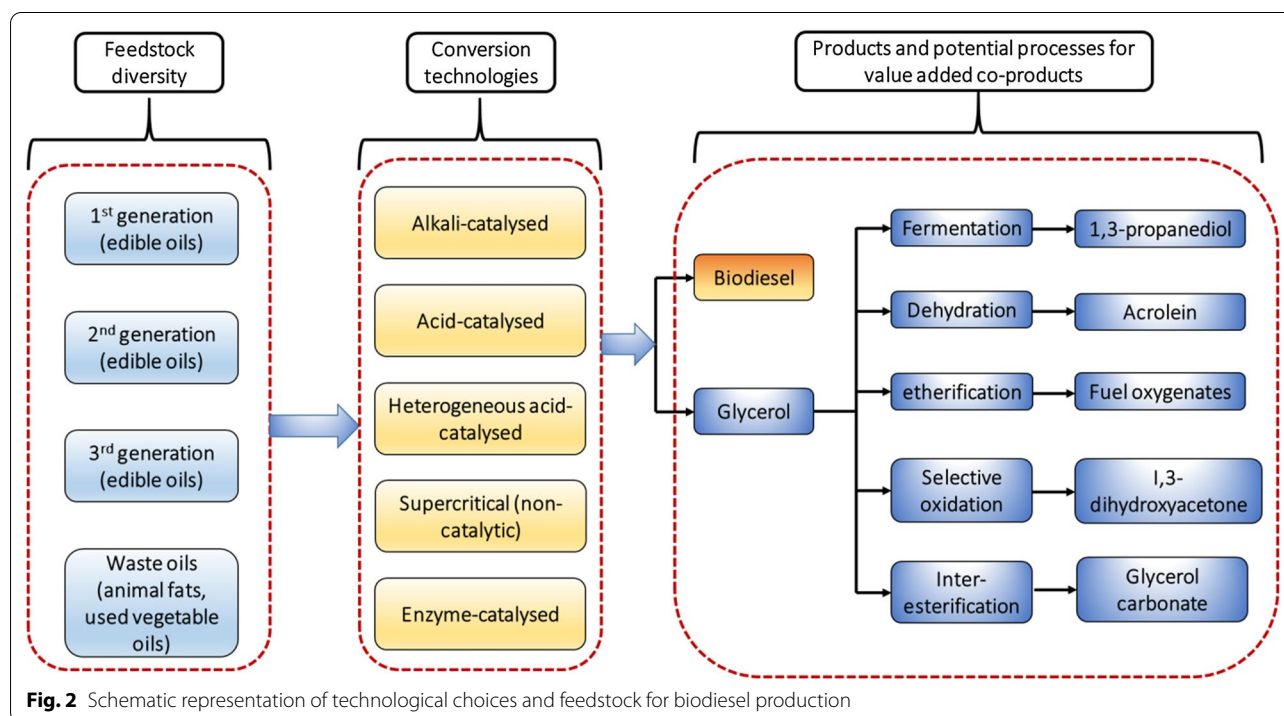 Feedstock
diversity
1st generation
(edible oils)
2nd generation
(edible oils)
3rd generation
(edible oils)
Waste oils
(animal fats,
used vegetable
oils)
Conversion
technologies
Alkali-catalysed
Acid-catalysed
Heterogeneous acid-
catalysed
Supercritical (non-
catalytic)
Enzyme-catalysed
Products and potential processes for
value added co-products
Biodiesel
Glycerol
Fermentation
1,3-propanediol
Dehydration
Acrolein
etherification
Fuel oxygenates
Selective
oxidation
I,3-
dihydroxyacetone
Inter-
esterification
Glycerol
carbonate
Fig. 2 Schematic representation of technological choices and feedstock for biodiesel production